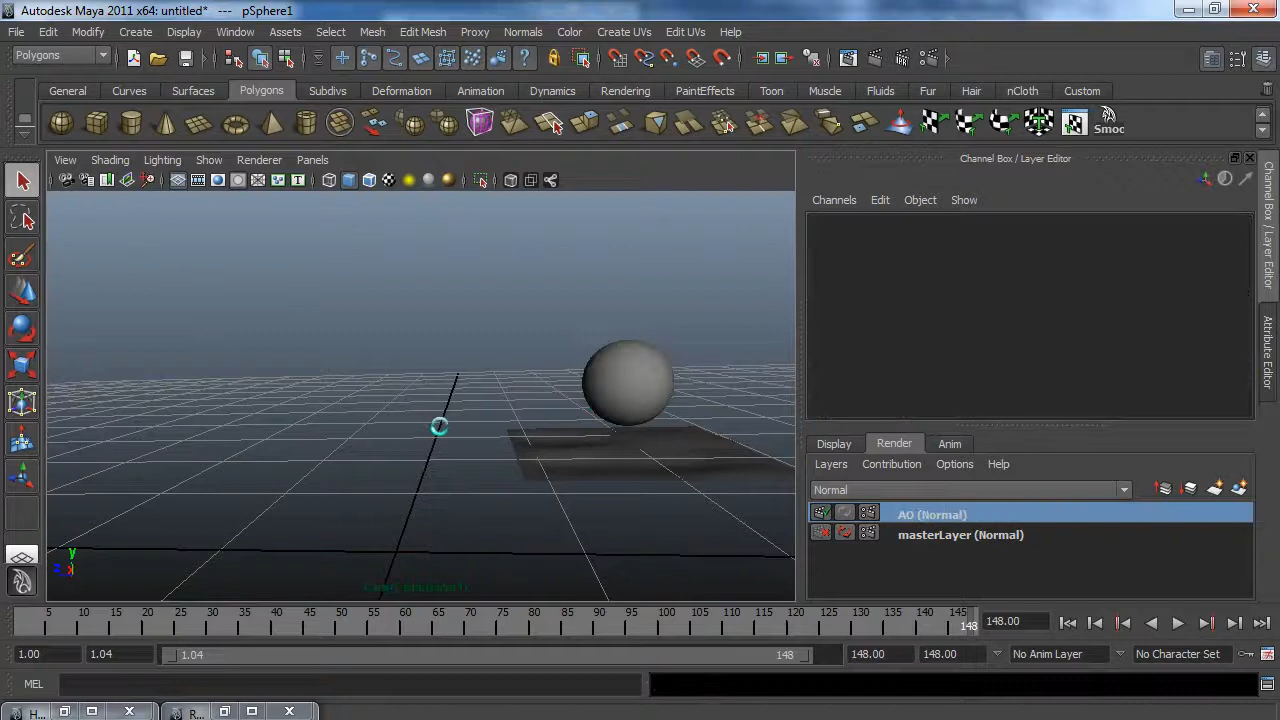 Autodesk Maya 2011 x64: untitled*   ---   pSphere1
File Edit Modify Create Display Window Assets Select Mesh Edit Mesh Proxy Normals Color Create UVs Edit UVs Help
Polygons
General Curves Surfaces Polygons Subdivs Deformation Animation Dynamics Rendering PaintEffects Toon Muscle Fluids Fur Hair nCloth Custom
Smoc
View Shading Lighting Show Renderer Panels
Channel Box / Layer Editor
Channels Edit Object Show
Channel Box / Layer Editor
Attribute Editor
Display Render Anim
Layers Contribution Options Help
Normal
AO (Normal)
masterLayer (Normal)
y
z x
5 10 15 20 25 30 35 40 45 50 55 60 65 70 75 80 85 90 95 100 105 110 115 120 125 130 135 140 145
148
148.00
1.00 1.04 1.04 148 148.00 148.00 No Anim Layer No Character Set
MEL
H... R...